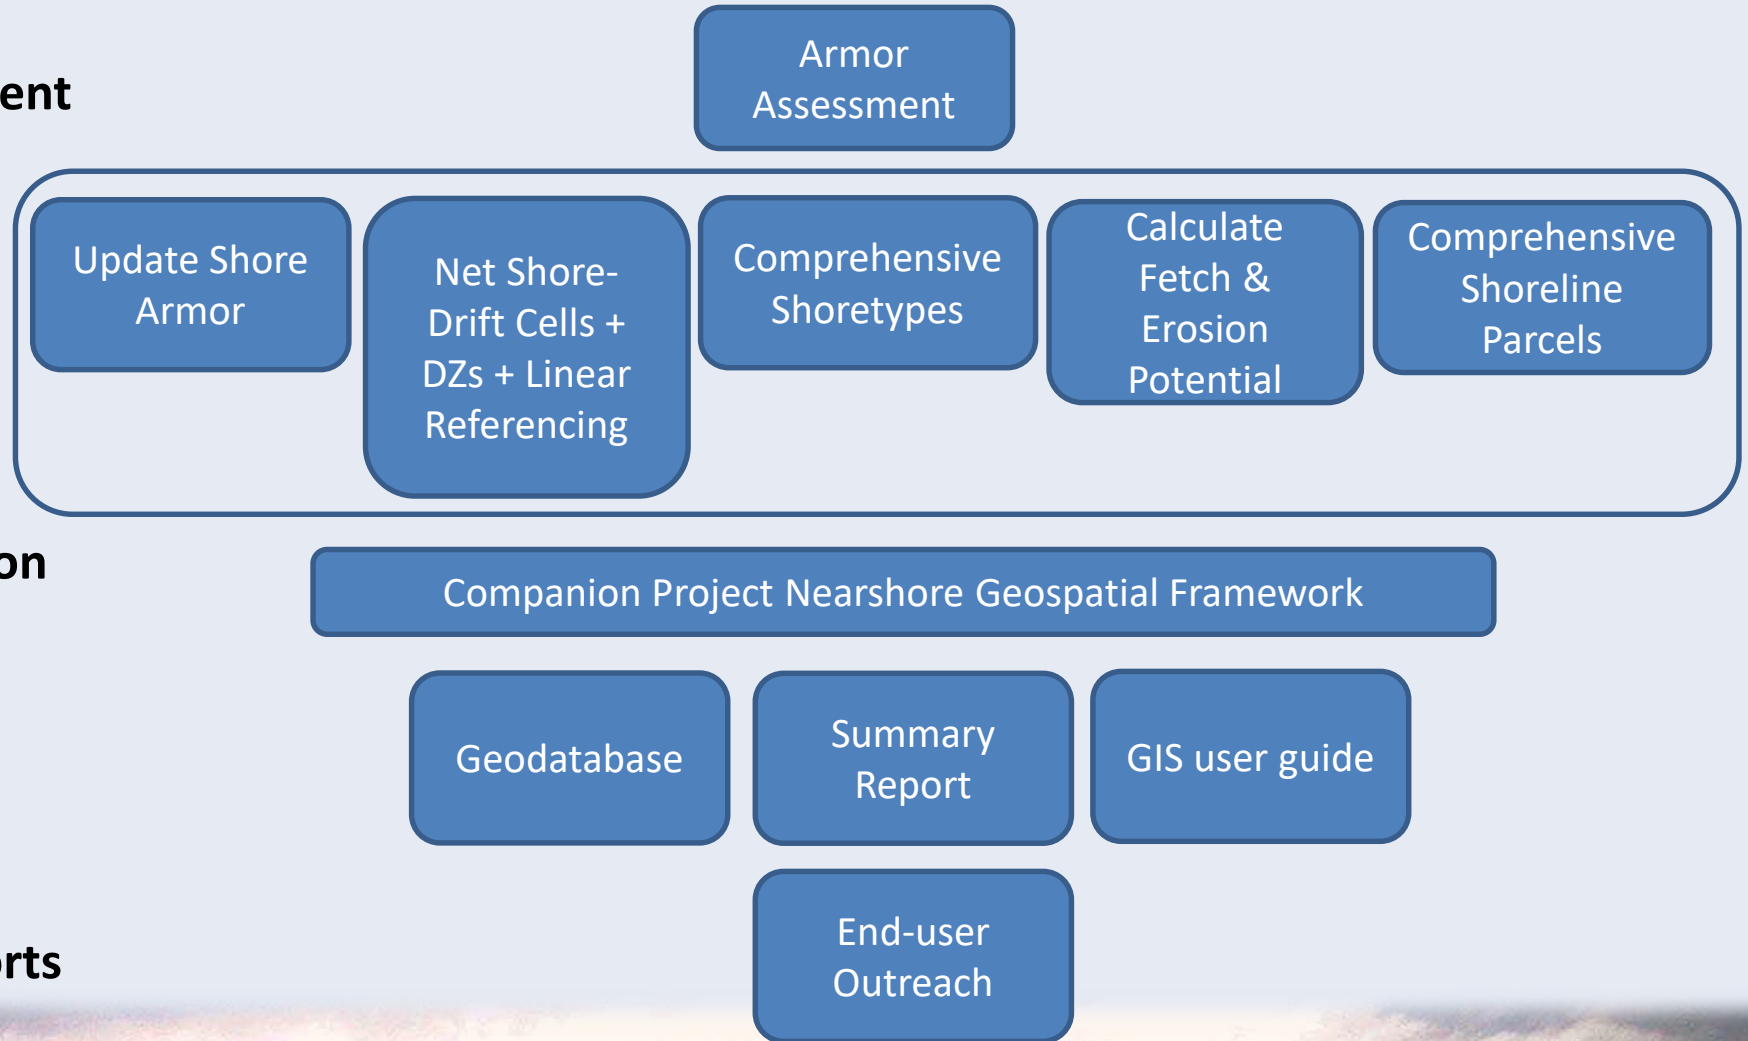 Armor
Assessment
ent
Update Shore
Armor
Net Shore-
Drift Cells +
DZs + Linear
Referencing
Comprehensive
Shoretypes
Calculate
Fetch &
Erosion
Potential
Comprehensive
Shoreline
Parcels
on
Companion Project Nearshore Geospatial Framework
Geodatabase
Summary
Report
GIS user guide
End-user
Outreach
rts